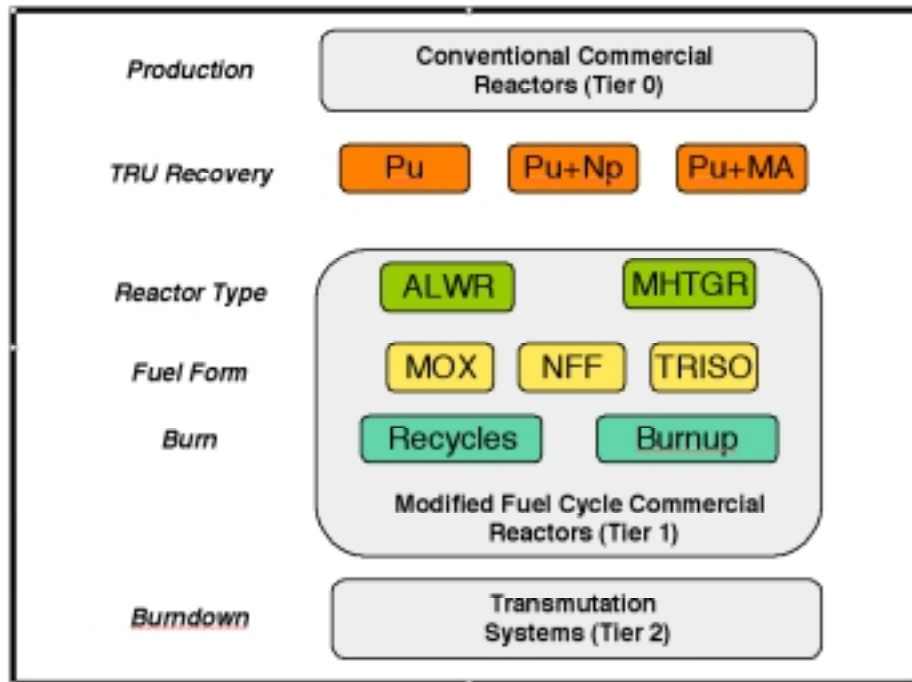 Production
Conventional Commercial
Reactors (Tier 0)
TRU Recovery
Pu
Pu+Np
Pu+MA
Reactor Type
ALWR
MHTGR
Fuel Form
MOX
NFF
TRISO
Burn
Recycles
Burnup
Modified Fuel Cycle Commercial
Reactors (Tier 1)
Burndown
Transmutation
Systems (Tier 2)